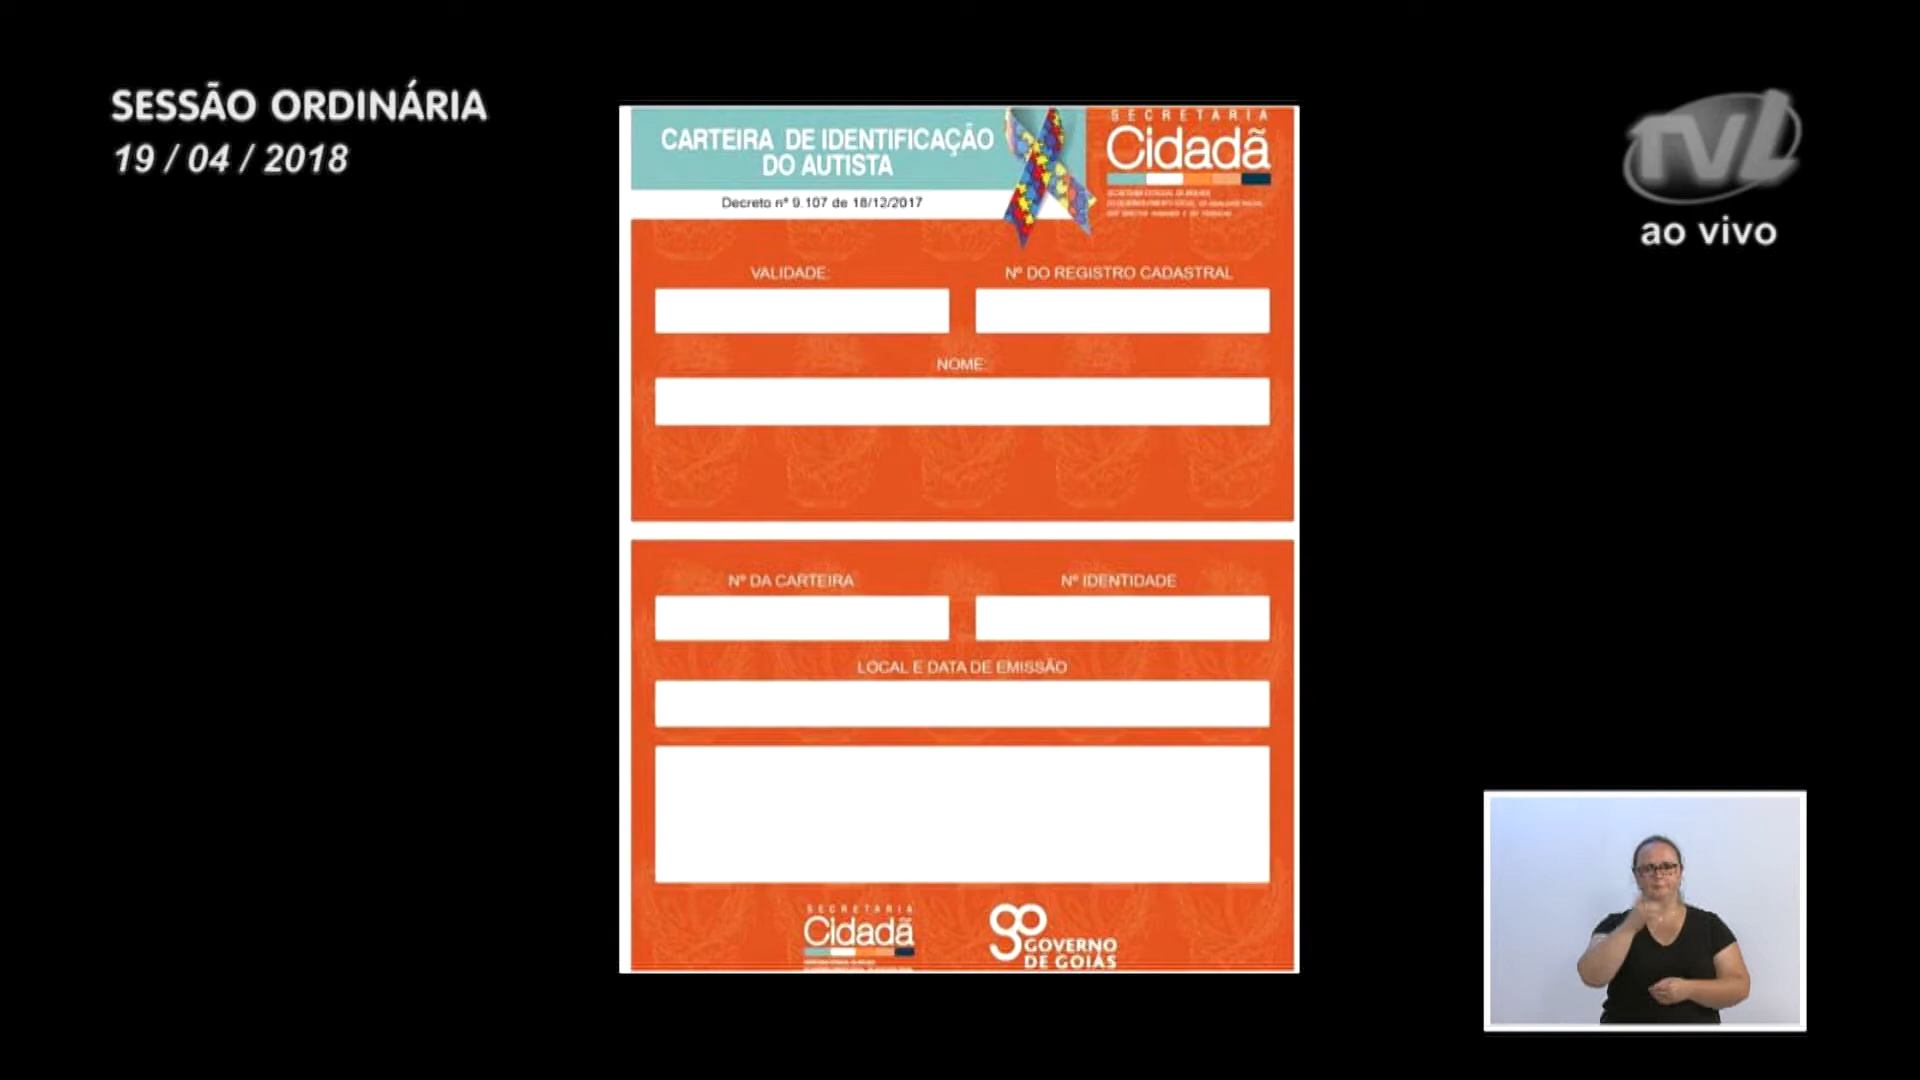 SESSÃO ORDINÁRIA
19 / 04 / 2018
TVL
ao vivo
CARTEIRA DE IDENTIFICAÇÃO
DO AUTISTA
Decreto nº 9.107 de 18/12/2017
SECRETARIA
Cidadã
VALIDADE:
Nº DO REGISTRO CADASTRAL
NOME:
Nº DA CARTEIRA
Nº IDENTIDADE
LOCAL E DATA DE EMISSÃO
SECRETARIA
Cidadã
go
GOVERNO
DE GOIÁS